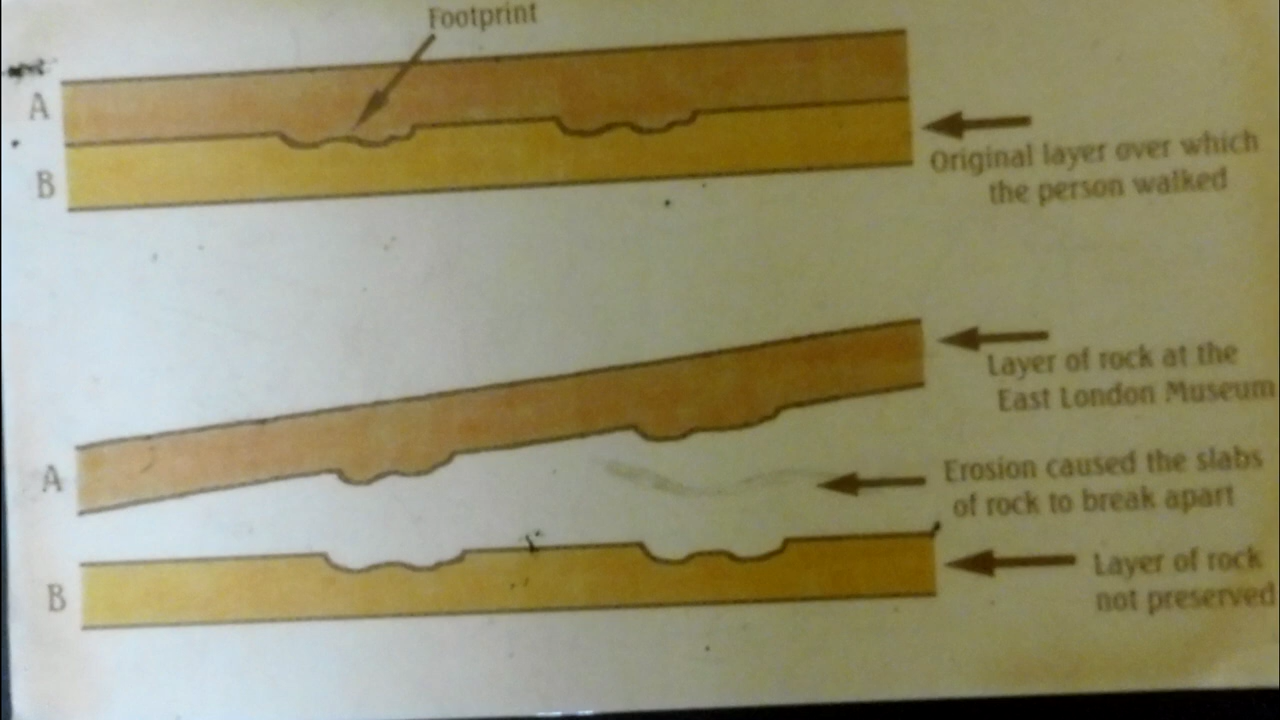 Footprint
A
B
Original layer over which
the person walked
Layer of rock at the
East London Museum
A
Erosion caused the slabs
of rock to break apart
B
Layer of rock
not preserved